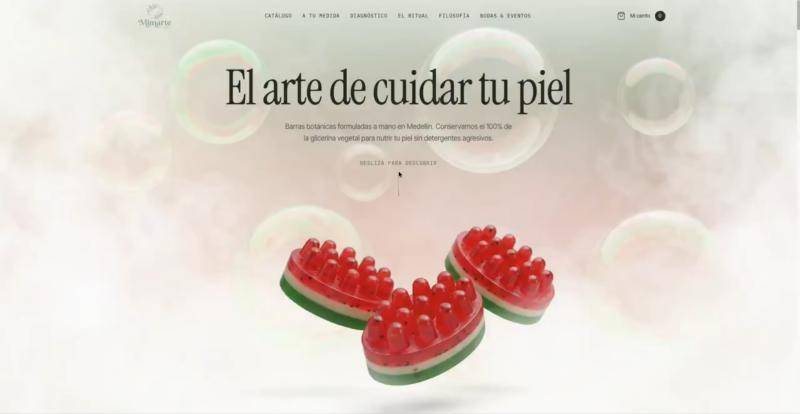 Mimarte
CATÁLOGO A TU MEDIDA DIAGNÓSTICO EL RITUAL FILOSOFÍA BODAS & EVENTOS
Mi carrito 0
El arte de cuidar tu piel
Barras botánicas formuladas a mano en Medellín. Conservamos el 100% de
la glicerina vegetal para nutrir tu piel sin detergentes agresivos.
DESLIZA PARA DESCUBRIR